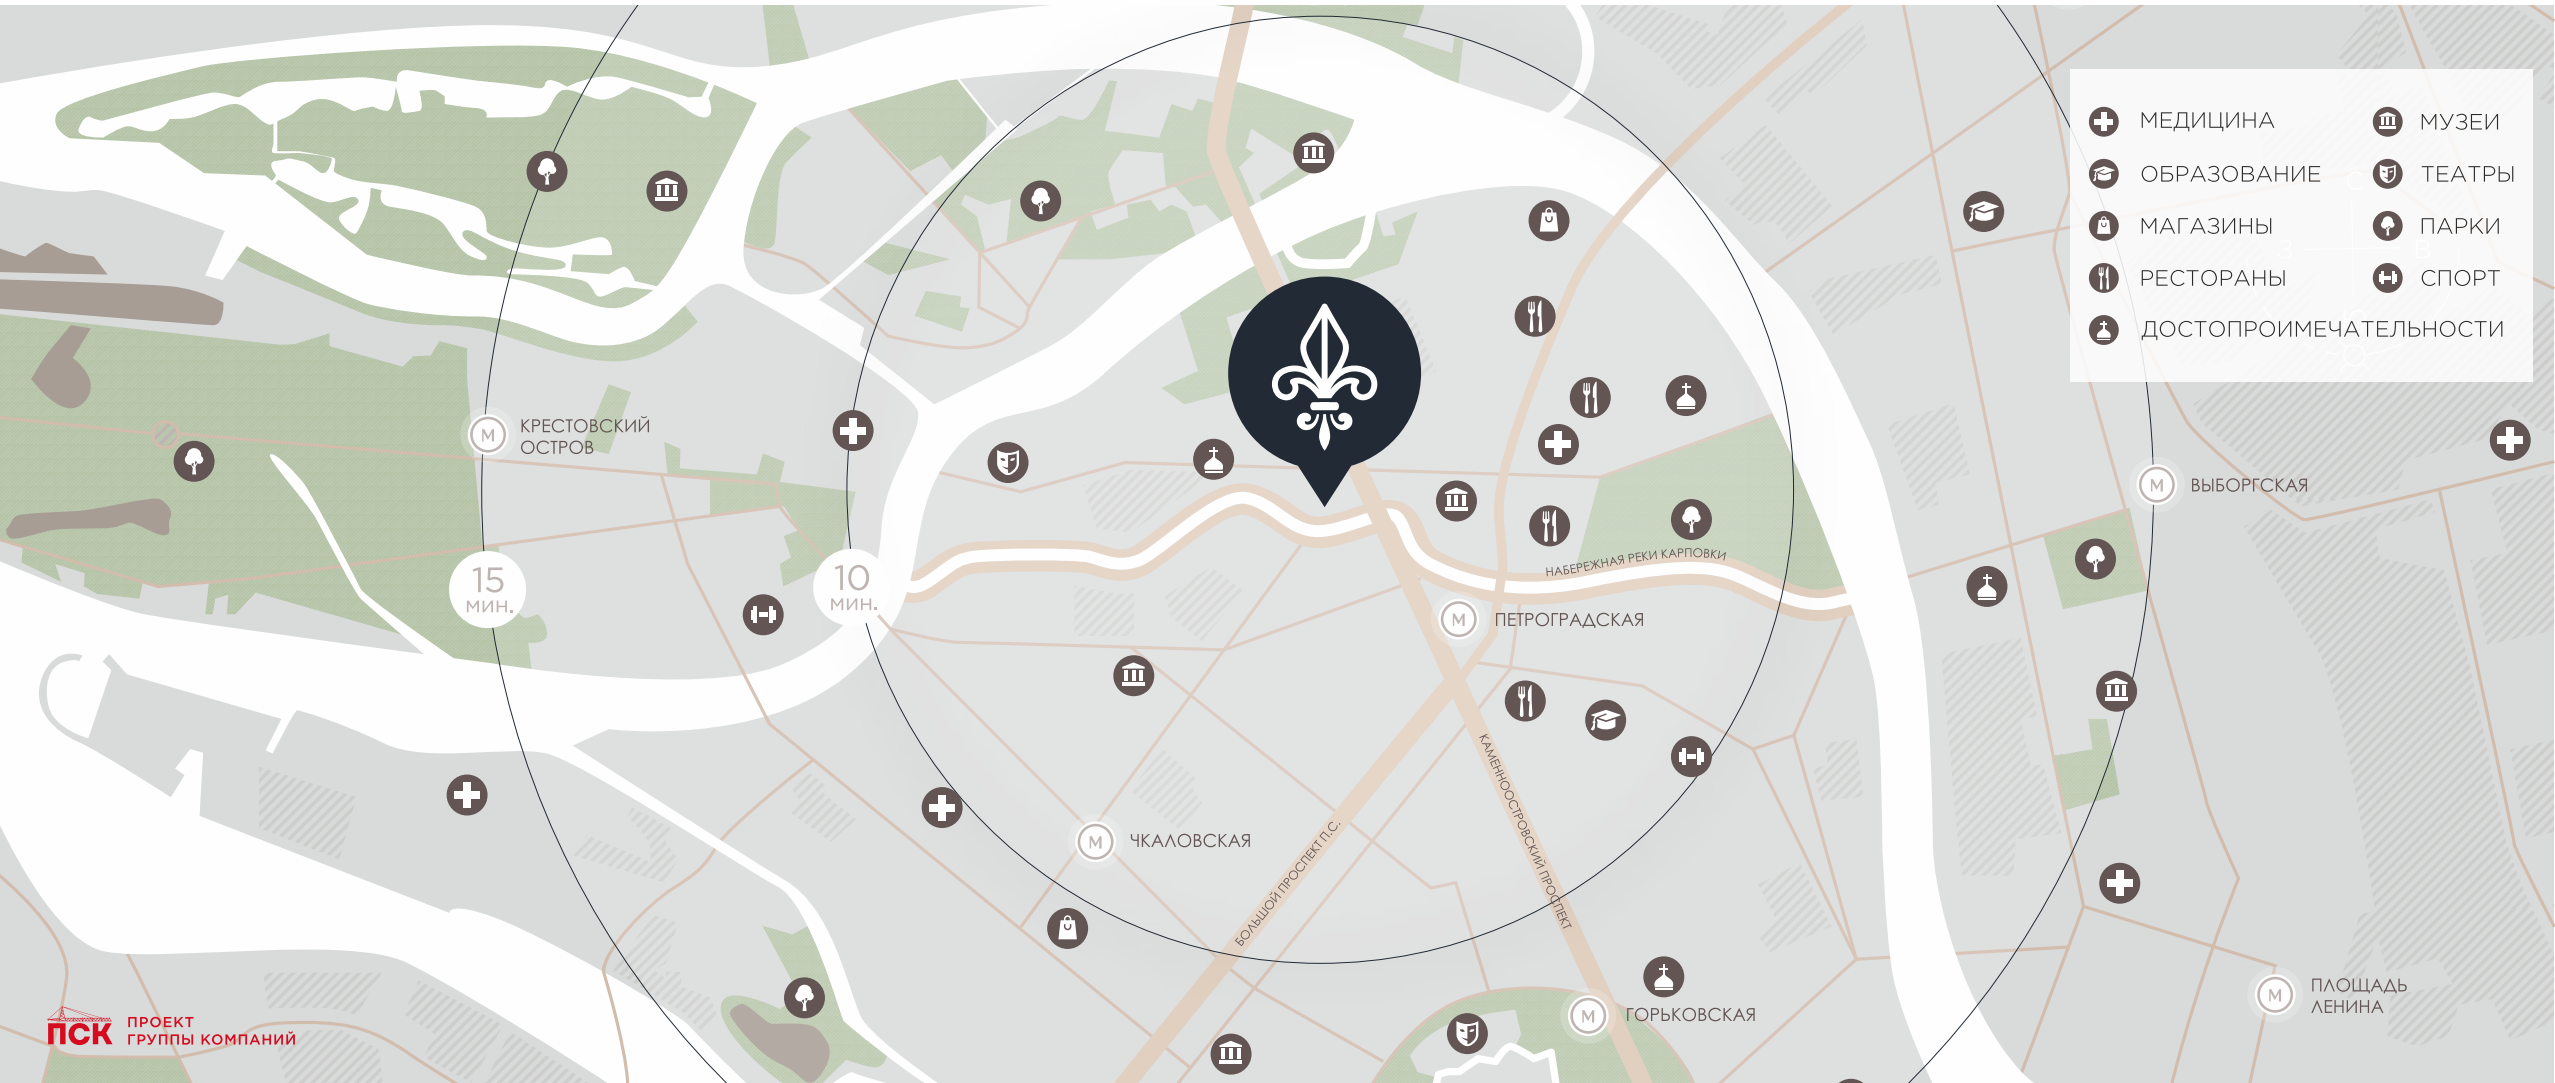 МЕДИЦИНА
МУЗЕИ
ОБРАЗОВАНИЕ
ТЕАТРЫ
МАГАЗИНЫ
ПАРКИ
РЕСТОРАНЫ
СПОРТ
ДОСТОПРОИМЕЧАТЕЛЬНОСТИ
С
З
В
Ю
М
КРЕСТОВСКИЙ
ОСТРОВ
М
ВЫБОРГСКАЯ
НАБЕРЕЖНАЯ РЕКИ КАРПОВКИ
15
МИН.
10
МИН.
М
ПЕТРОГРАДСКАЯ
КАМЕННООСТРОВСКИЙ ПРОСПЕКТ
БОЛЬШОЙ ПРОСПЕКТ П.С.
М
ЧКАЛОВСКАЯ
М
ГОРЬКОВСКАЯ
М
ПЛОЩАДЬ
ЛЕНИНА
ПСК
ПРОЕКТ
ГРУППЫ КОМПАНИЙ